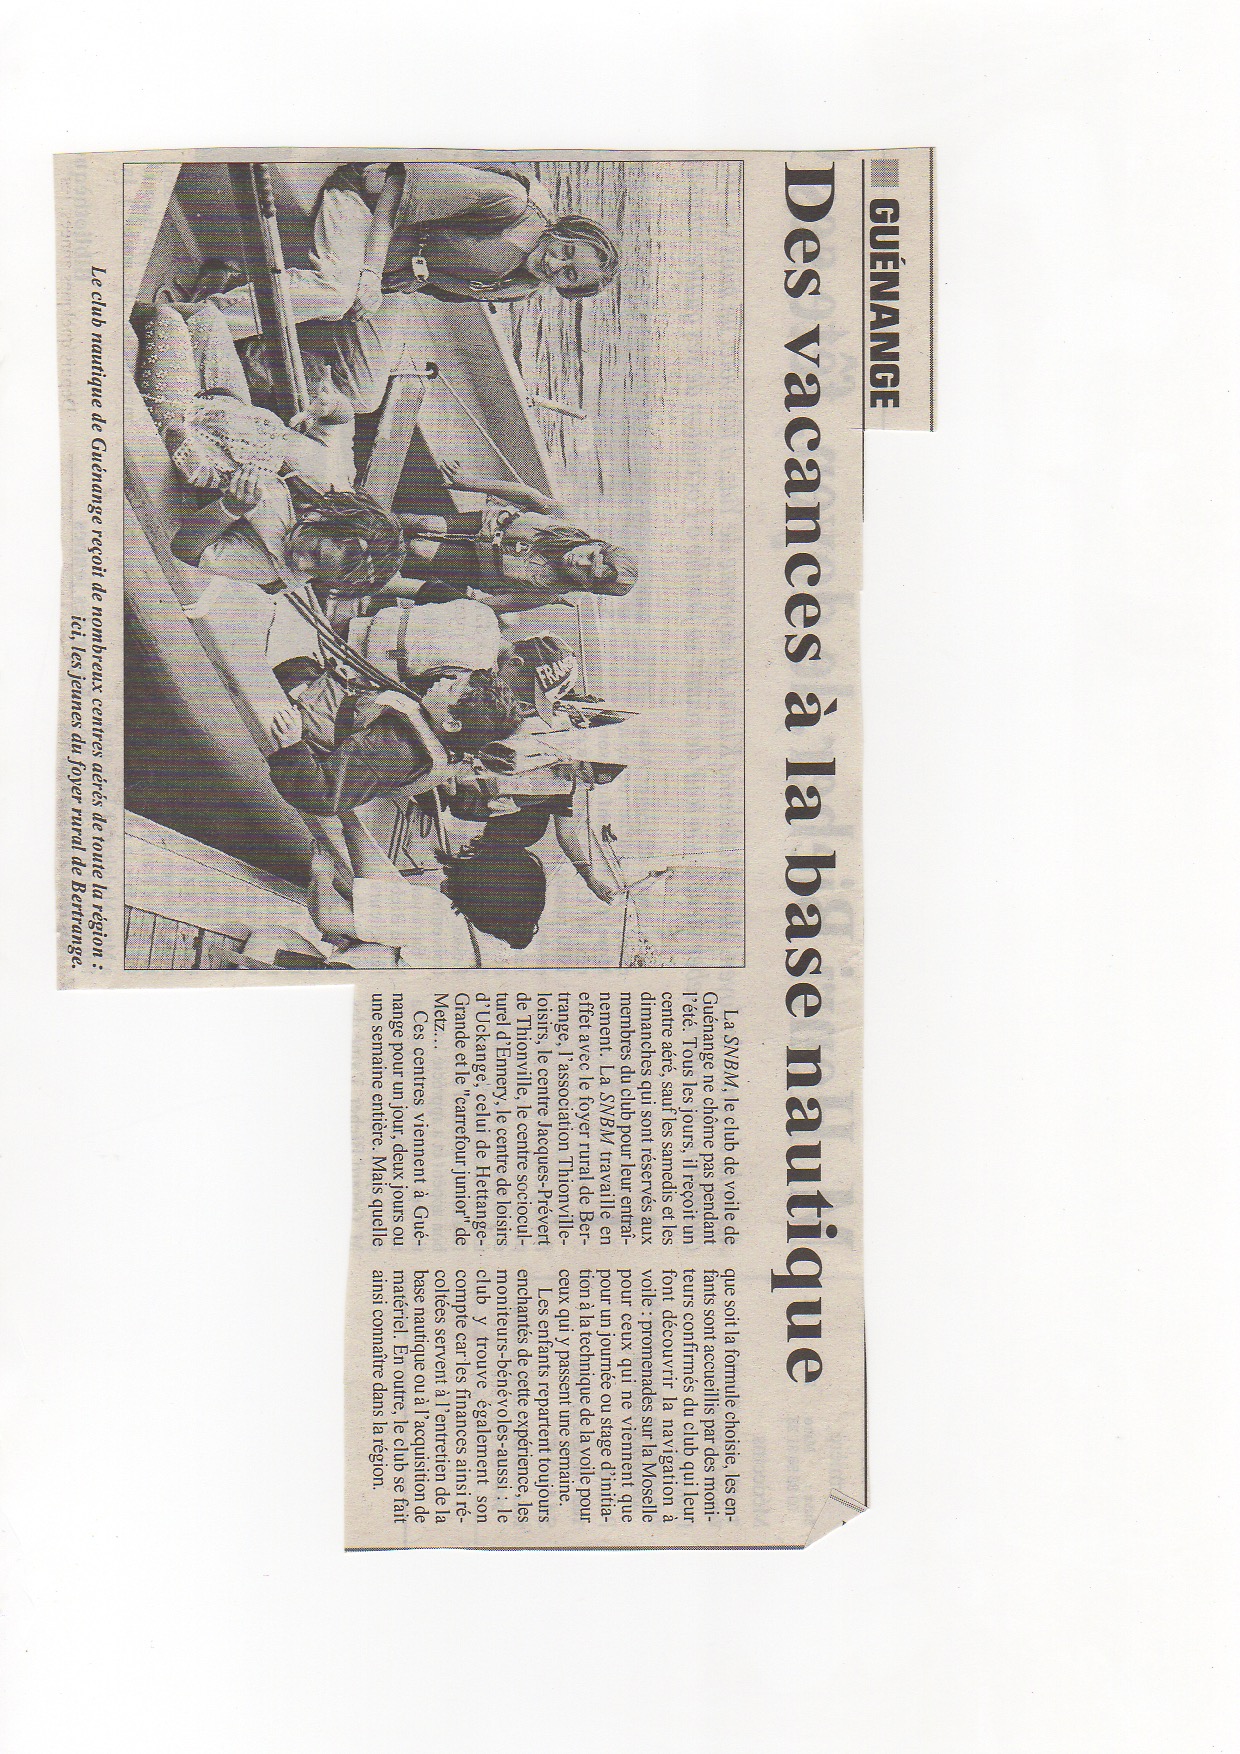 GUÉNANGE
Des vacances à la base nautique
FRANCE
Le club nautique de Guénange reçoit de nombreux centres aérés de toute la région :
ici, les jeunes du foyer rural de Bertrange.
La SNBM, le club de voile de
Guénange ne chôme pas pendant
l'été. Tous les jours, il reçoit un
centre aéré, sauf les samedis et les
dimanches qui sont réservés aux
membres du club pour leur entraî-
nement. La SNBM travaille en
effet avec le foyer rural de Ber-
trange, l'association Thionville-
loisirs, le centre Jacques-Prévert
de Thionville, le centre sociocul-
turel d'Ennery, le centre de loisirs
d'Uckange, celui de Hettange-
Grande et le "carrefour junior" de
Metz...
Ces centres viennent à Gué-
nange pour un jour, deux jours ou
une semaine entière. Mais quelle
que soit la formule choisie, les en-
fants sont accueillis par des moni-
teurs confirmés du club qui leur
font découvrir la navigation à
voile : promenades sur la Moselle
pour ceux qui ne viennent que
pour un journée ou stage d'initia-
tion à la technique de la voile pour
ceux qui y passent une semaine.
Les enfants repartent toujours
enchantés de cette expérience, les
moniteurs-bénévoles-aussi : le
club y trouve également son
compte car les finances ainsi ré-
coltées servent à l'entretien de la
base nautique ou à l'acquisition de
matériel. En outre, le club se fait
ainsi connaître dans la région.